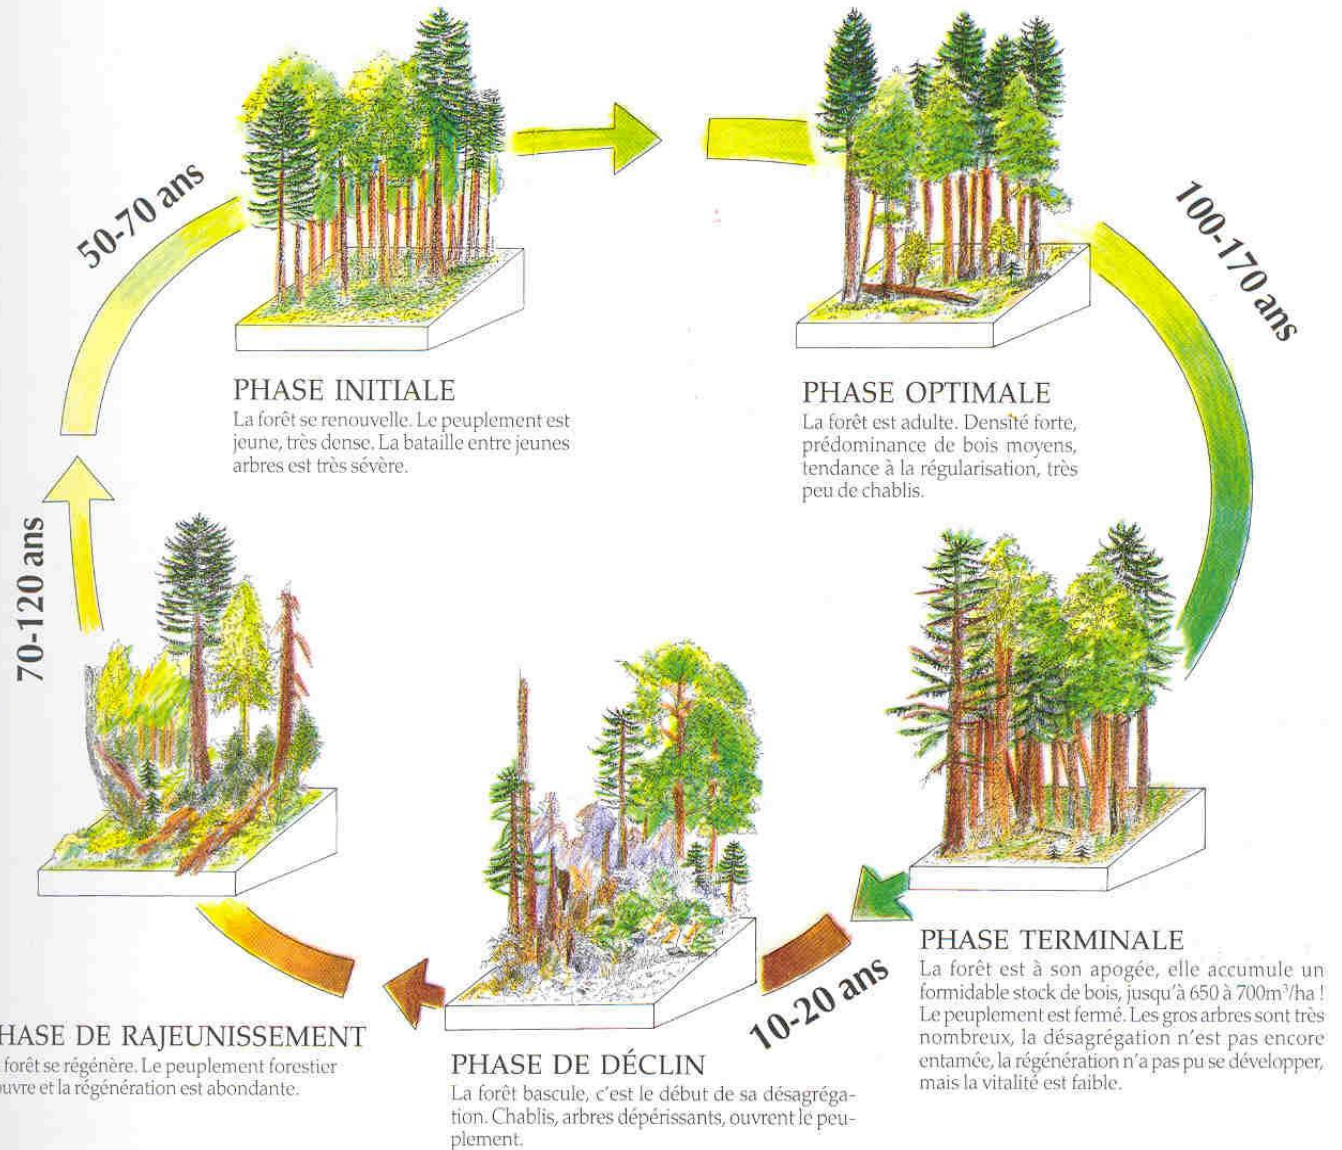 50-70 ans
100-170 ans
PHASE INITIALE
La forêt se renouvelle. Le peuplement est
jeune, très dense. La bataille entre jeunes
arbres est très sévère.
PHASE OPTIMALE
La forêt est adulte. Densité forte,
prédominance de bois moyens,
tendance à la régularisation, très
peu de chablis.
70-120 ans
10-20 ans
PHASE TERMINALE
La forêt est à son apogée, elle accumule un
formidable stock de bois, jusqu'à 650 à 700m³/ha !
Le peuplement est fermé. Les gros arbres sont très
nombreux, la désagrégation n'est pas encore
entamée, la régénération n'a pas pu se développer,
mais la vitalité est faible.
HASE DE RAJEUNISSEMENT
forêt se régénère. Le peuplement forestier
ouvre et la régénération est abondante.
PHASE DE DÉCLIN
La forêt bascule, c'est le début de sa désagréga-
tion. Chablis, arbres dépérissants, ouvrent le peu-
plement.